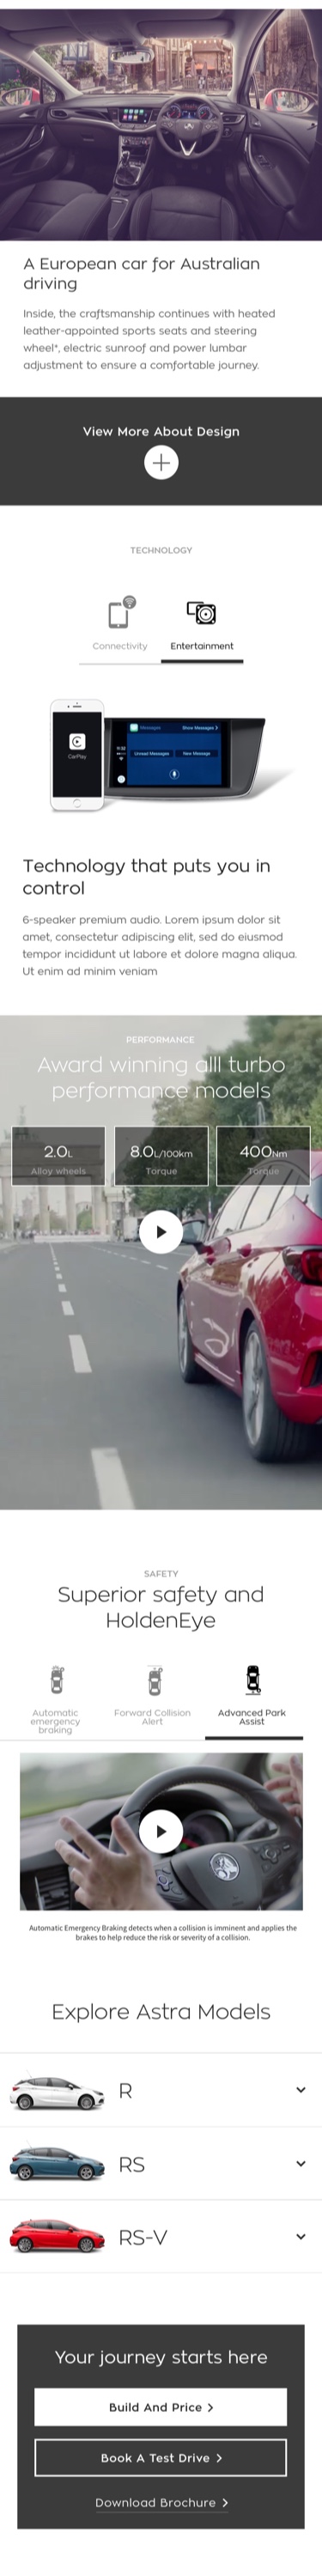 A European car for Australian
driving
Inside, the craftsmanship continues with heated
leather-appointed sports seats and steering
wheel*, electric sunroof and power lumbar
adjustment to ensure a comfortable journey.
View More About Design
TECHNOLOGY
Connectivity
Entertainment
Messages
Show Messages >
Unread Messages
New Message
CarPlay
Technology that puts you in
control
6-speaker premium audio. Lorem ipsum dolor sit
amet, consectetur adipiscing elit, sed do eiusmod
tempor incididunt ut labore et dolore magna aliqua.
Ut enim ad minim veniam
PERFORMANCE
Award winning alll turbo
performance models
2.0L
Alloy wheels
8.0L/100km
Torque
400Nm
Torque
SAFETY
Superior safety and
HoldenEye
Automatic
emergency
braking
Forward Collision
Alert
Advanced Park
Assist
Automatic Emergency Braking detects when a collision is imminent and applies the
brakes to help reduce the risk or severity of a collision.
Explore Astra Models
R
RS
RS-V
Your journey starts here
Build And Price >
Book A Test Drive >
Download Brochure >